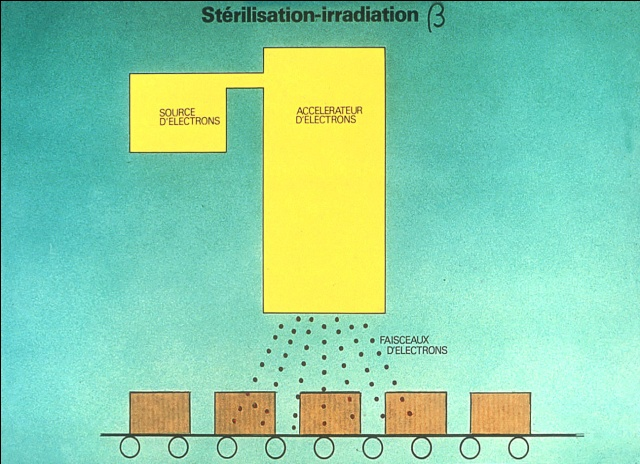 Stérilisation-irradiation β
SOURCE
D'ELECTRONS
ACCELERATEUR
D'ELECTRONS
FAISCEAUX
D'ELECTRONS